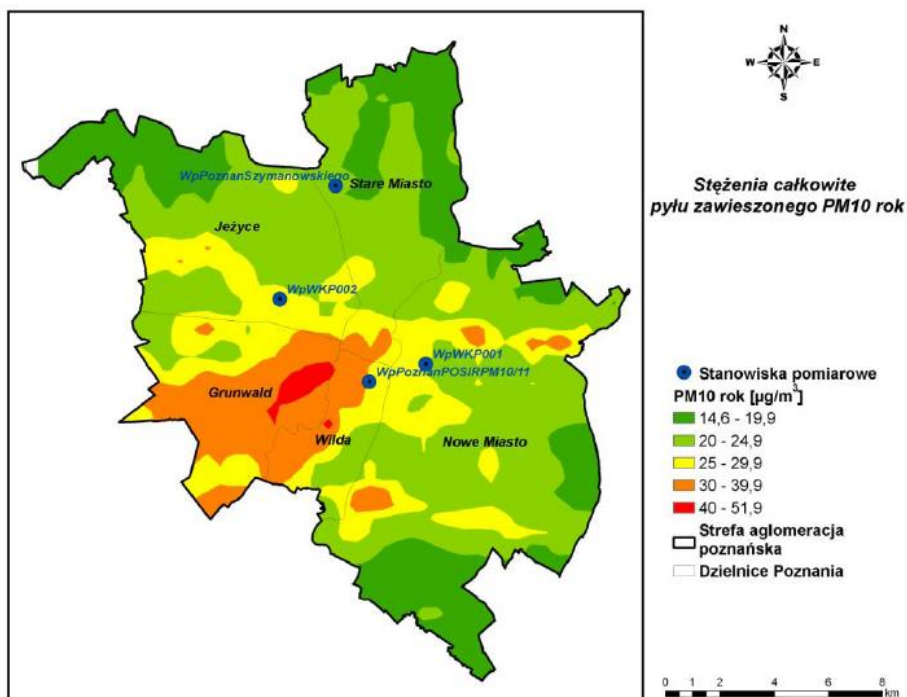 N
W E
S
Stężenia całkowite
pyłu zawieszonego PM10 rok
WpPoznanSzymanowskiego
Stare Miasto
Jeżyce
WpWKP002
WpWKP001
WpPoznanPOSIRPM10/11
Grunwald
Wilda
Nowe Miasto
Stanowiska pomiarowe
PM10 rok [µg/m³]
14,6 - 19,9
20 - 24,9
25 - 29,9
30 - 39,9
40 - 51,9
Strefa aglomeracja
poznańska
Dzielnice Poznania
0 1 2 4 6 8
km